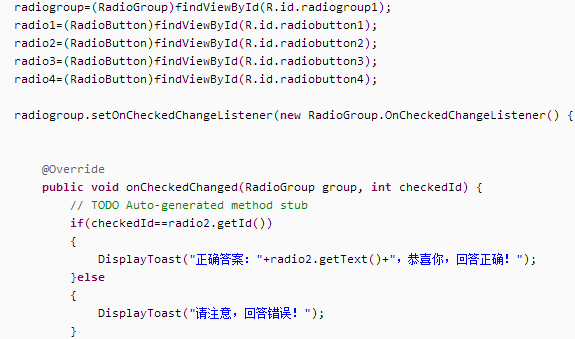 radiogroup=(RadioGroup)findViewById(R.id.radiogroup1);
radio1=(RadioButton)findViewById(R.id.radiobutton1);
radio2=(RadioButton)findViewById(R.id.radiobutton2);
radio3=(RadioButton)findViewById(R.id.radiobutton3);
radio4=(RadioButton)findViewById(R.id.radiobutton4);
radiogroup.setOnCheckedChangeListener(new RadioGroup.OnCheckedChangeListener() {
@Override
public void onCheckedChanged(RadioGroup group, int checkedId) {
// TODO Auto-generated method stub
if(checkedId==radio2.getId())
{
DisplayToast("正确答案："+radio2.getText()+"，恭喜你，回答正确！");
}else
{
DisplayToast("请注意，回答错误！");
}